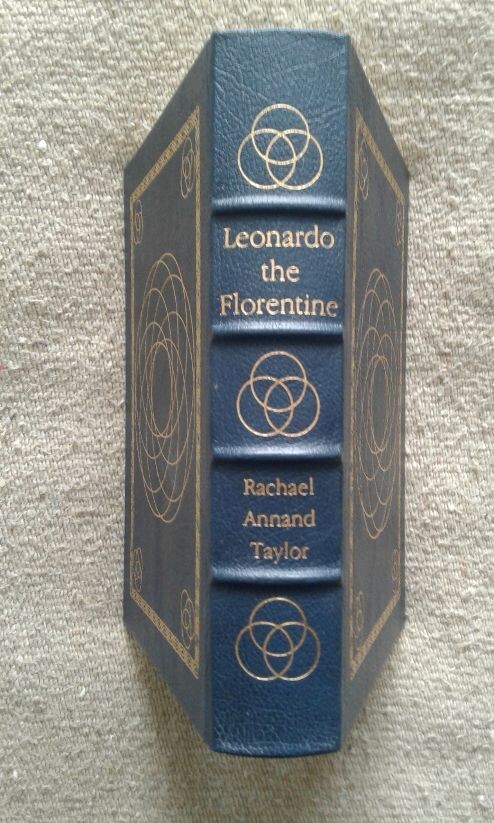 Leonardo
the
Florentine
Rachael
Annand
Taylor